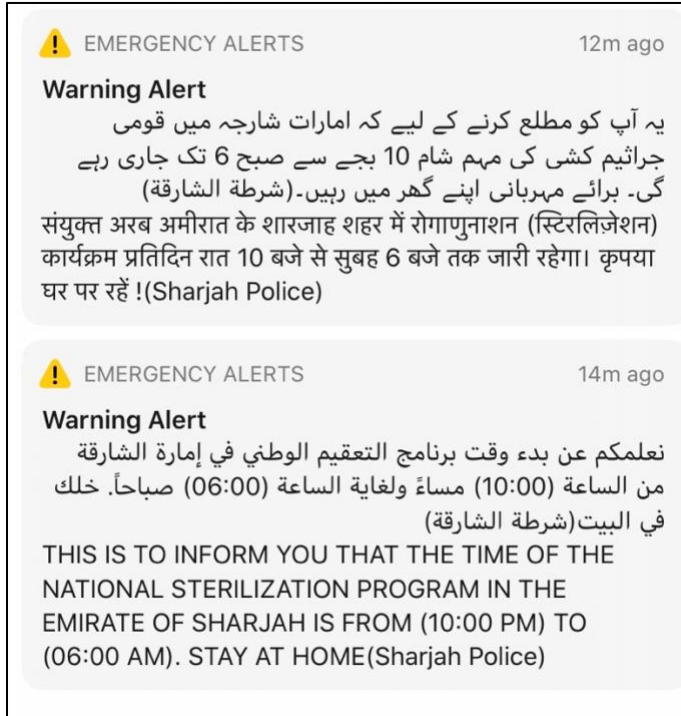 EMERGENCY ALERTS 12m ago
Warning Alert
یہ آپ کو مطلع کرنے کے لیے کہ امارات شارجہ میں قومی
جراثیم کشی کی مہم شام 10 بجے سے صبح 6 تک جاری رہے
گی۔ برائے مہربانی اپنے گھر میں رہیں۔(شرطة الشارقة)
संयुक्त अरब अमीरात के शारजाह शहर में रोगाणुनाशन (स्टिरलिज़ेशन)
कार्यक्रम प्रतिदिन रात 10 बजे से सुबह 6 बजे तक जारी रहेगा। कृपया
घर पर रहें !(Sharjah Police)
EMERGENCY ALERTS 14m ago
Warning Alert
نعلمكم عن بدء وقت برنامج التعقيم الوطني في إمارة الشارقة
من الساعة (10:00) مساءً ولغاية الساعة (06:00) صباحاً. خلك
في البيت(شرطة الشارقة)
THIS IS TO INFORM YOU THAT THE TIME OF THE
NATIONAL STERILIZATION PROGRAM IN THE
EMIRATE OF SHARJAH IS FROM (10:00 PM) TO
(06:00 AM). STAY AT HOME(Sharjah Police)